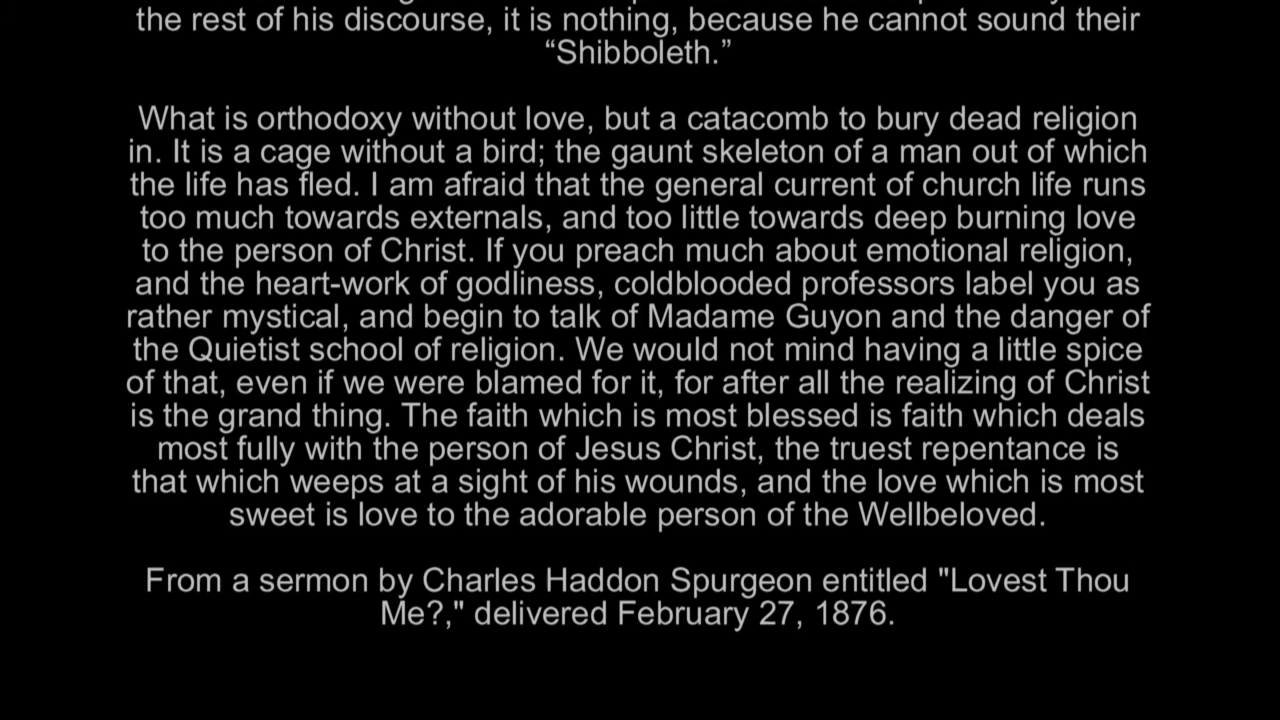 the rest of his discourse, it is nothing, because he cannot sound their
“Shibboleth.”
What is orthodoxy without love, but a catacomb to bury dead religion
in. It is a cage without a bird; the gaunt skeleton of a man out of which
the life has fled. I am afraid that the general current of church life runs
too much towards externals, and too little towards deep burning love
to the person of Christ. If you preach much about emotional religion,
and the heart-work of godliness, coldblooded professors label you as
rather mystical, and begin to talk of Madame Guyon and the danger of
the Quietist school of religion. We would not mind having a little spice
of that, even if we were blamed for it, for after all the realizing of Christ
is the grand thing. The faith which is most blessed is faith which deals
most fully with the person of Jesus Christ, the truest repentance is
that which weeps at a sight of his wounds, and the love which is most
sweet is love to the adorable person of the Wellbeloved.
From a sermon by Charles Haddon Spurgeon entitled "Lovest Thou
Me?," delivered February 27, 1876.